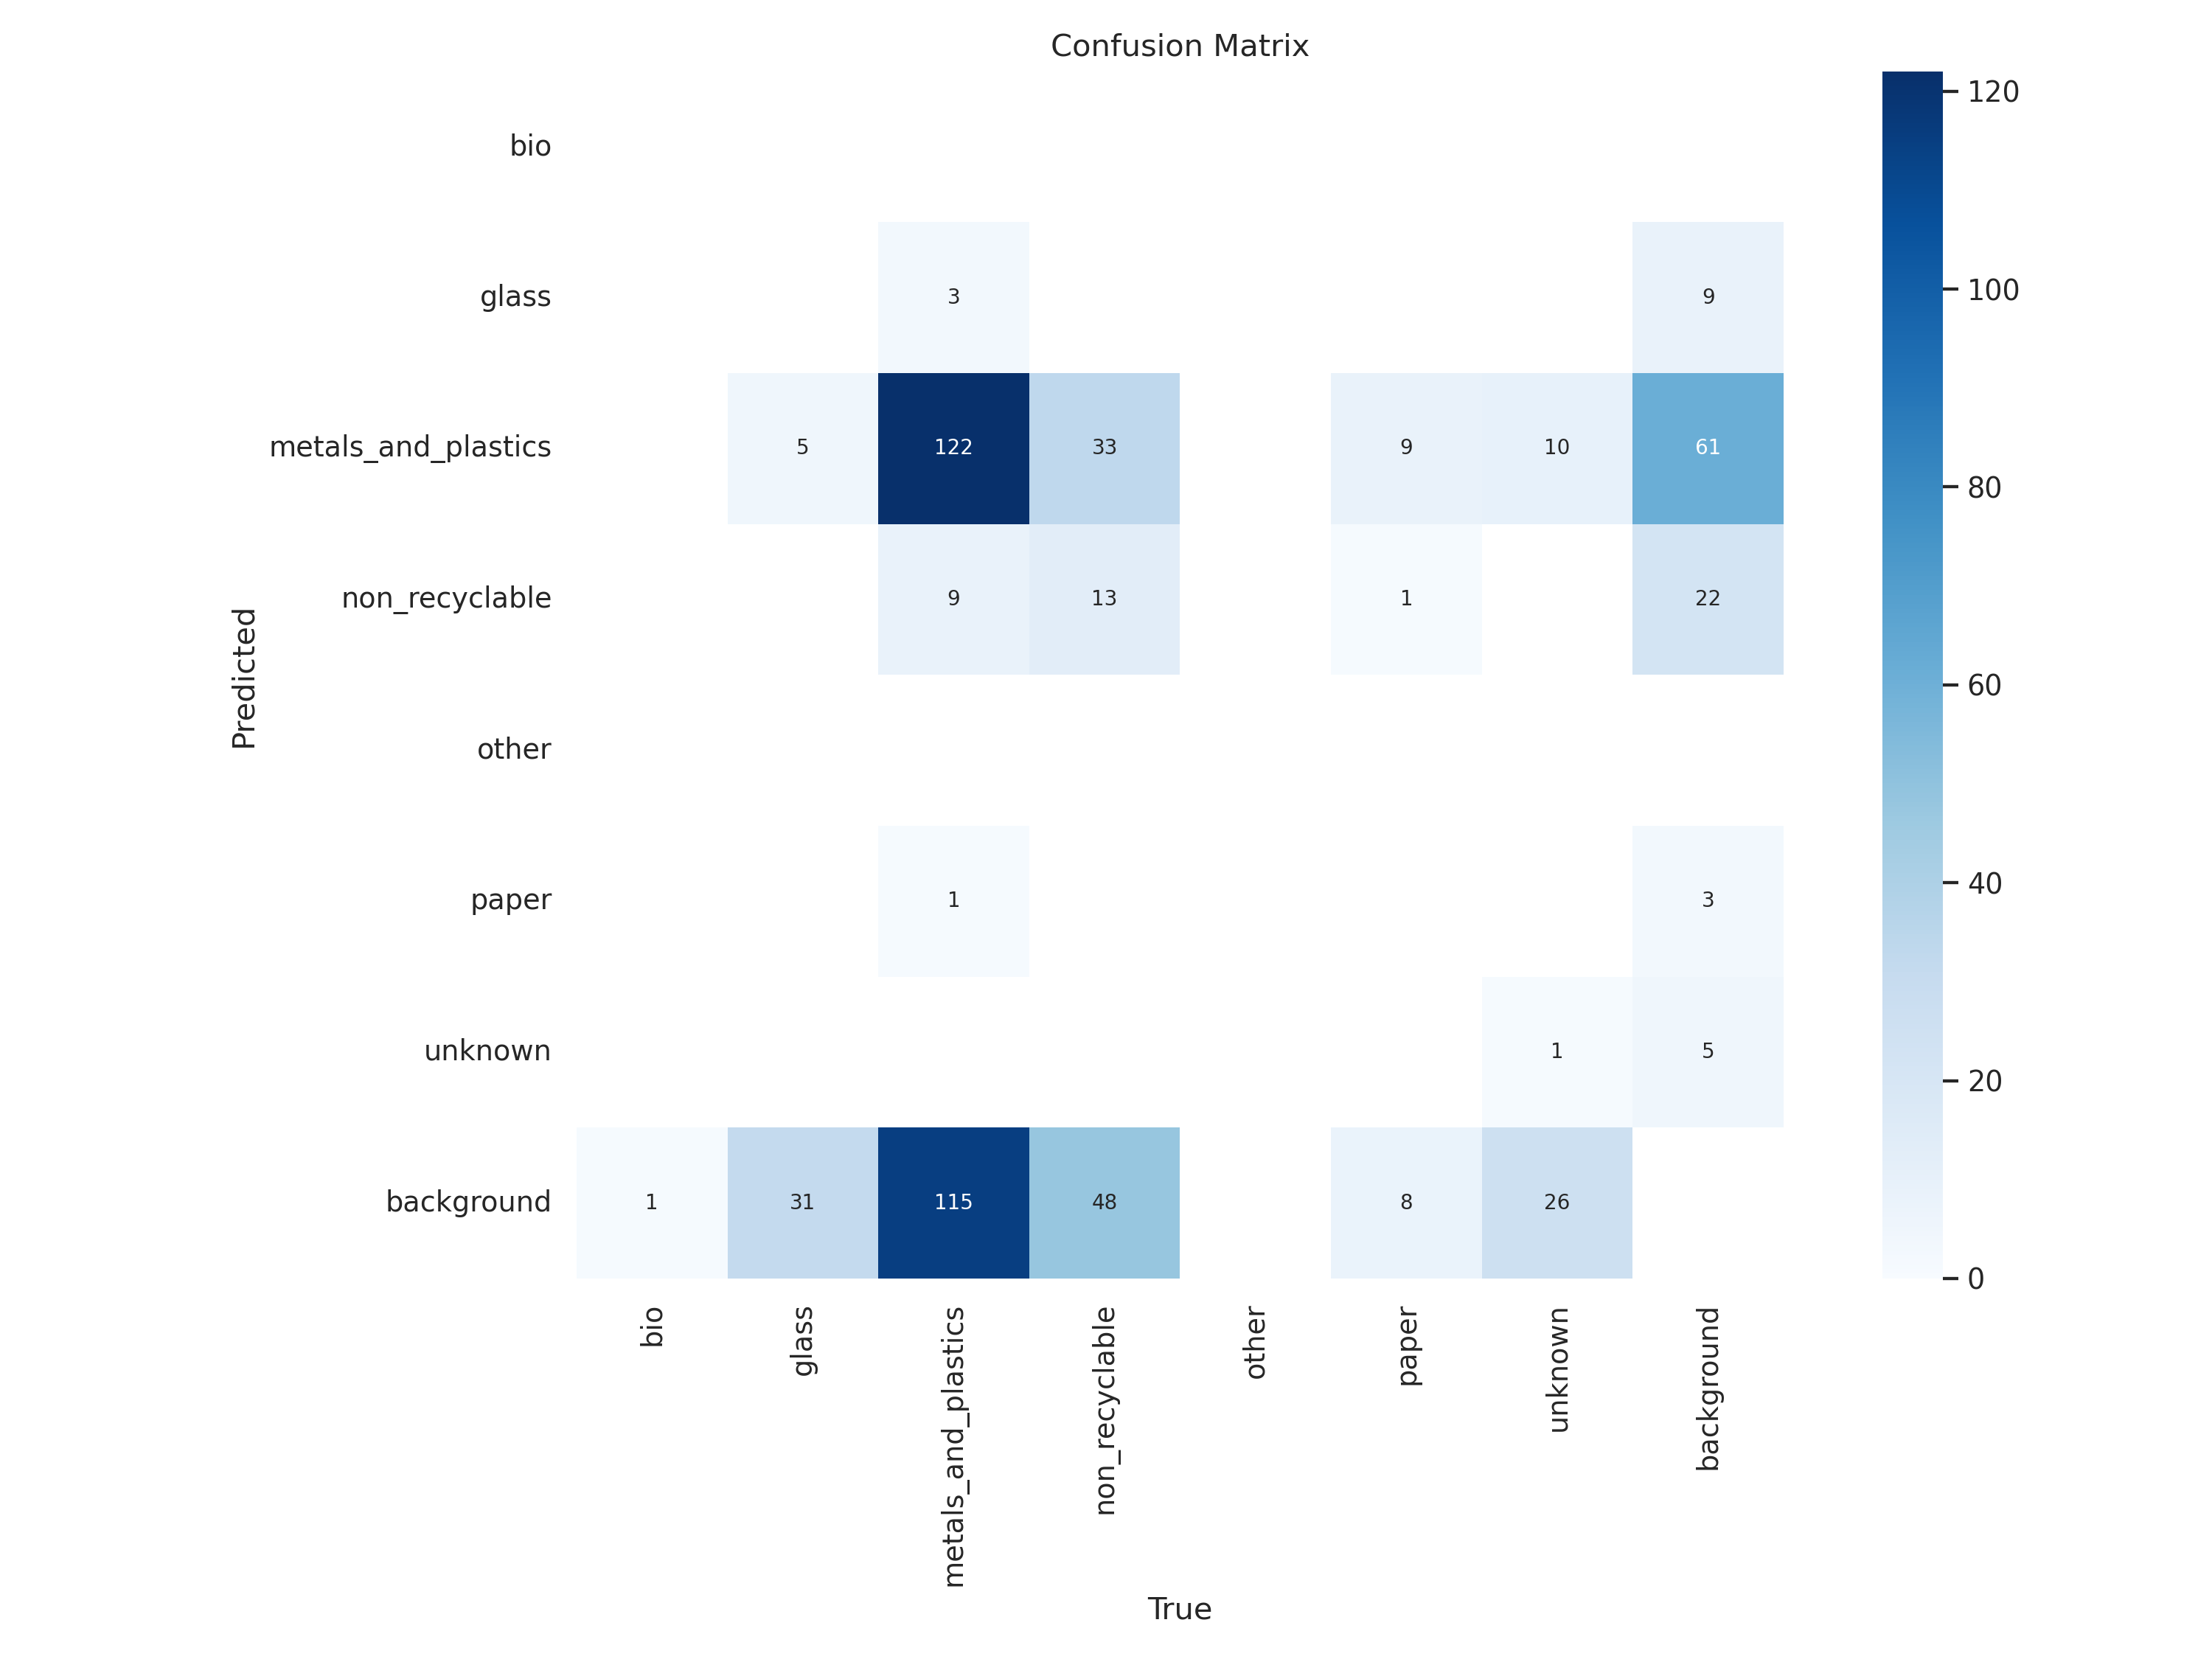 Confusion Matrix
bio
glass 3 9
metals_and_plastics 5 122 33 9 10 61
non_recyclable 9 13 1 22
other
paper 1 3
unknown 1 5
background 1 31 115 48 8 26
Predicted
bio glass metals_and_plastics non_recyclable other paper unknown background
True
120
100
80
60
40
20
0